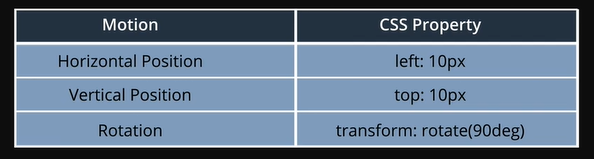 Motion CSS Property
Horizontal Position left: 10px
Vertical Position top: 10px
Rotation transform: rotate(90deg)